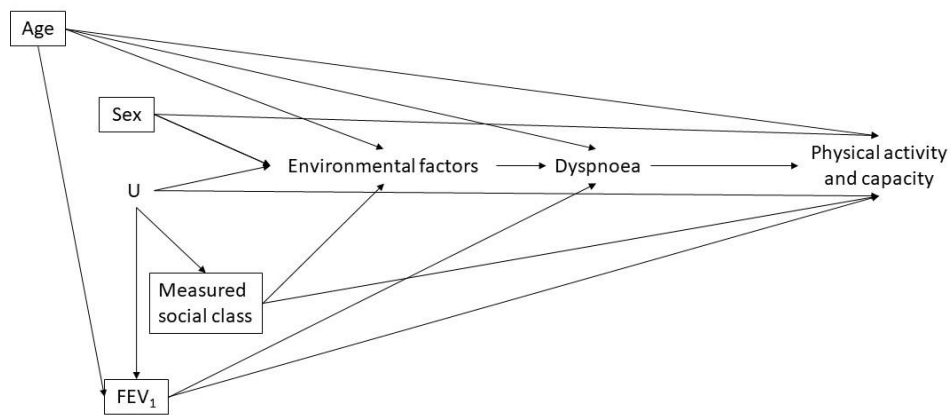 Age
Sex
Environmental factors
Dyspnoea
Physical activity
and capacity
U
Measured
social class
FEV₁